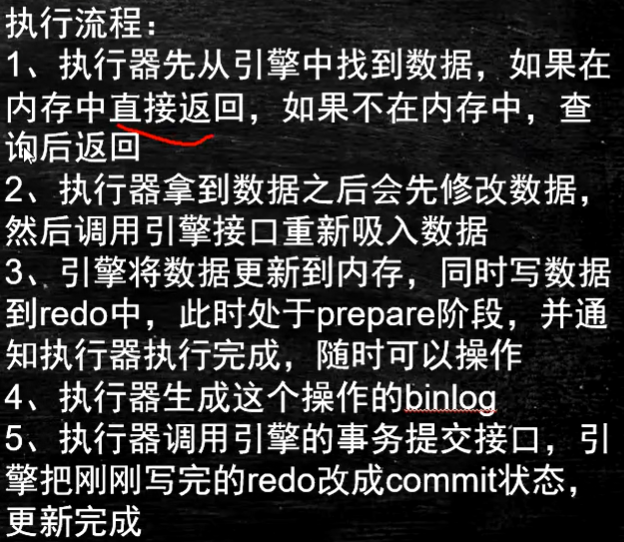 执行流程：
1、执行器先从引擎中找到数据，如果在
内存中直接返回，如果不在内存中，查
询后返回
2、执行器拿到数据之后会先修改数据，
然后调用引擎接口重新吸入数据
3、引擎将数据更新到内存，同时写数据
到redo中，此时处于prepare阶段，并通
知执行器执行完成，随时可以操作
4、执行器生成这个操作的binlog
5、执行器调用引擎的事务提交接口，引
擎把刚刚写完的redo改成commit状态，
更新完成